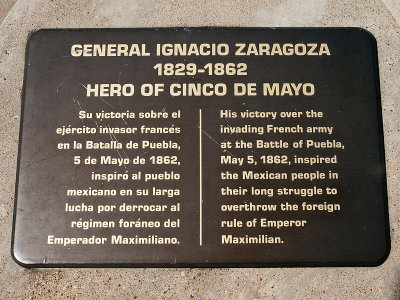 GENERAL IGNACIO ZARAGOZA
1829-1862
HERO OF CINCO DE MAYO
Su victoria sobre el
ejército invasor francés
en la Batalla de Puebla,
5 de Mayo de 1862,
inspiró al pueblo
mexicano en su larga
lucha por derrocar al
régimen foráneo del
Emperador Maximiliano.
His victory over the
invading French army
at the Battle of Puebla,
May 5, 1862, inspired
the Mexican people in
their long struggle to
overthrow the foreign
rule of Emperor
Maximilian.